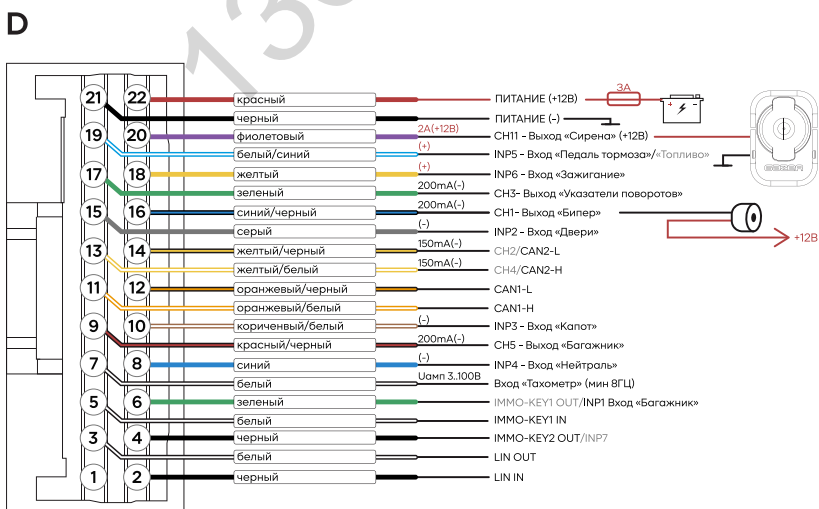 D
130
21 22 красный ПИТАНИЕ (+12В) 3А
черный ПИТАНИЕ (-)
19 20 фиолетовый 2А(+12В) CH11 - Выход «Сирена» (+12В)
белый/синий (+) INP5 - Вход «Педаль тормоза»/«Топливо»
17 18 желтый (+) INP6 - Вход «Зажигание»
зеленый 200mA(-) CH3- Выход «Указатели поворотов»
15 16 синий/черный 200mA(-) CH1- Выход «Бипер»
серый (-) INP2 - Вход «Двери»
+12В
13 14 желтый/черный 150mA(-) CH2/CAN2-L
желтый/белый 150mA(-) CH4/CAN2-H
11 12 оранжевый/черный CAN1-L
оранжевый/белый CAN1-H
9 10 кориченвый/белый (-) INP3 - Вход «Капот»
красный/черный 200mA(-) CH5 - Выход «Багажник»
7 8 синий (-) INP4 - Вход «Нейтраль»
белый Uамп 3..100В Вход «Тахометр» (мин 8ГЦ)
5 6 зеленый IMMO-KEY1 OUT/INP1 Вход «Багажник»
белый IMMO-KEY1 IN
3 4 черный IMMO-KEY2 OUT/INP7
белый LIN OUT
1 2 черный LIN IN